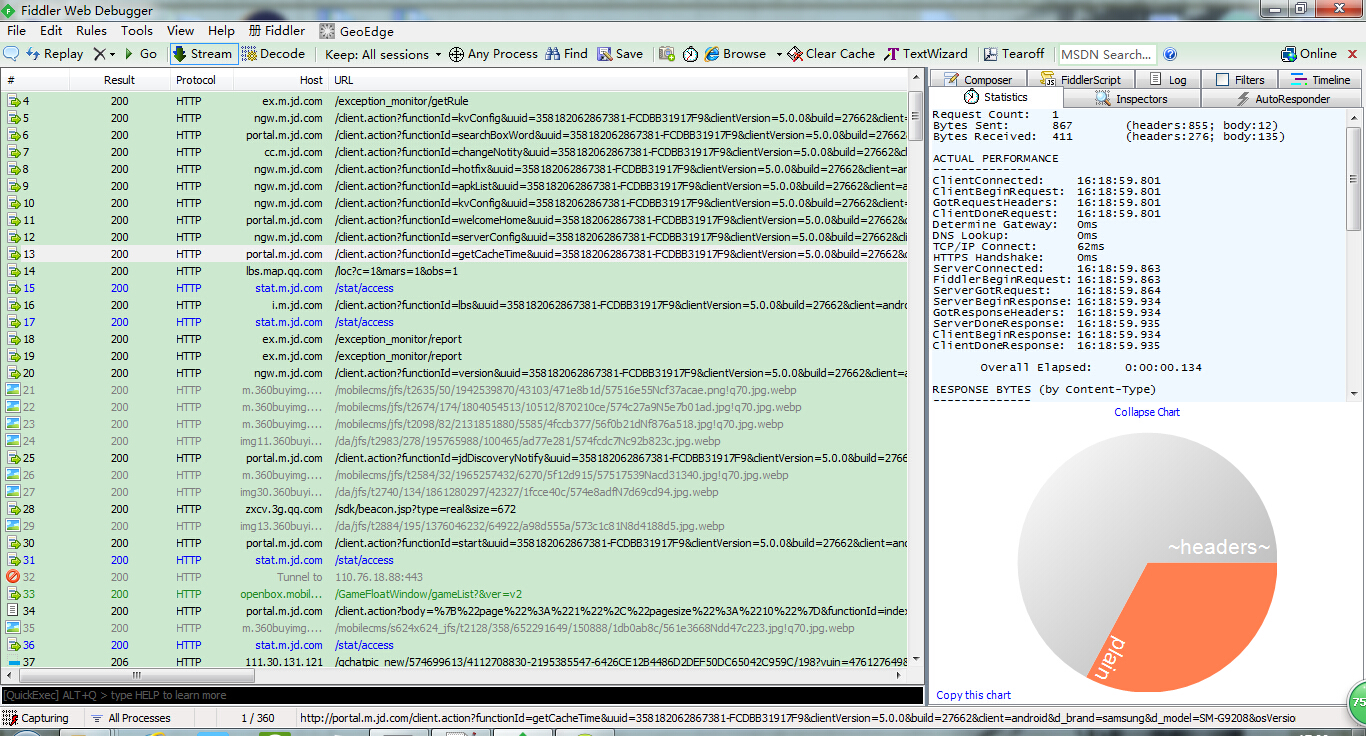 Fiddler Web Debugger
File Edit Rules Tools View Help 册 Fiddler GeoEdge
Replay X Go Stream Decode Keep: All sessions Any Process Find Save Browse Clear Cache TextWizard Tearoff MSDN Search... Online
# Result Protocol Host URL
4 200 HTTP ex.m.jd.com /exception_monitor/getRule
5 200 HTTP ngw.m.jd.com /client.action?functionId=kvConfig&uuid=358182062867381-FCDBB31917F9&clientVersion=5.0.0&build=27662&client=a
6 200 HTTP portal.m.jd.com /client.action?functionId=searchBoxWord&uuid=358182062867381-FCDBB31917F9&clientVersion=5.0.0&build=27662
7 200 HTTP cc.m.jd.com /client.action?functionId=changeNotify&uuid=358182062867381-FCDBB31917F9&clientVersion=5.0.0&build=27662&c
8 200 HTTP ngw.m.jd.com /client.action?functionId=hotfix&uuid=358182062867381-FCDBB31917F9&clientVersion=5.0.0&build=27662&client=an
9 200 HTTP ngw.m.jd.com /client.action?functionId=apkList&uuid=358182062867381-FCDBB31917F9&clientVersion=5.0.0&build=27662&client=a
10 200 HTTP ngw.m.jd.com /client.action?functionId=kvConfig&uuid=358182062867381-FCDBB31917F9&clientVersion=5.0.0&build=27662&client=a
11 200 HTTP portal.m.jd.com /client.action?functionId=welcomeHome&uuid=358182062867381-FCDBB31917F9&clientVersion=5.0.0&build=27662&c
12 200 HTTP ngw.m.jd.com /client.action?functionId=serverConfig&uuid=358182062867381-FCDBB31917F9&clientVersion=5.0.0&build=27662&cl
13 200 HTTP portal.m.jd.com /client.action?functionId=getCacheTime&uuid=358182062867381-FCDBB31917F9&clientVersion=5.0.0&build=27662&c
14 200 HTTP lbs.map.qq.com /loc?c=1&mars=1&obs=1
15 200 HTTP stat.m.jd.com /stat/access
16 200 HTTP i.m.jd.com /client.action?functionId=lbs&uuid=358182062867381-FCDBB31917F9&clientVersion=5.0.0&build=27662&client=andro
17 200 HTTP stat.m.jd.com /stat/access
18 200 HTTP ex.m.jd.com /exception_monitor/report
19 200 HTTP ex.m.jd.com /exception_monitor/report
20 200 HTTP ngw.m.jd.com /client.action?functionId=version&uuid=358182062867381-FCDBB31917F9&clientVersion=5.0.0&build=27662&client=a
21 200 HTTP m.360buyimg.... /mobilecms/jfs/t2635/50/1942539870/43103/471e8b1d/57516e55Ncf37acae.png!q70.jpg.webp
22 200 HTTP m.360buyimg.... /mobilecms/jfs/t2674/174/1804054513/10512/870210ce/574c27a9N5e7b01ad.jpg.webp
23 200 HTTP m.360buyimg.... /mobilecms/jfs/t2098/82/2131851880/5585/4fccb377/56f0b21dNf876a518.jpg!q70.jpg.webp
24 200 HTTP img11.360buyi... /da/jfs/t2983/278/195765988/100465/ad77e281/574fcdc7Nc92b823c.jpg.webp
25 200 HTTP portal.m.jd.com /client.action?functionId=jdDiscoveryNotify&uuid=358182062867381-FCDBB31917F9&clientVersion=5.0.0&build=2766
26 200 HTTP m.360buyimg.... /mobilecms/jfs/t2584/32/1965257432/6270/5f12d915/57517539Nacd31340.jpg!q70.jpg.webp
27 200 HTTP img30.360buyi... /da/jfs/t2740/134/1861280297/42327/1fcce40c/574e8adfN7d69cd94.jpg.webp
28 200 HTTP zxcv.3g.qq.com /sdk/beacon.jsp?type=real&size=672
29 200 HTTP img13.360buyi... /da/jfs/t2884/195/1376046232/64922/a98d555a/573c1c81N8d4188d5.jpg.webp
30 200 HTTP portal.m.jd.com /client.action?functionId=start&uuid=358182062867381-FCDBB31917F9&clientVersion=5.0.0&build=27662&client=and
31 200 HTTP stat.m.jd.com /stat/access
32 200 HTTP Tunnel to 110.76.18.88:443
33 200 HTTP openbox.mobil... /GameFloatWindow/gameList?&ver=v2
34 200 HTTP portal.m.jd.com /client.action?body=%7B%22page%22%3A%221%22%2C%22pagesize%22%3A%2210%22%7D&functionId=index
35 200 HTTP m.360buyimg.... /mobilecms/s624x624_jfs/t2128/358/652291649/150888/1db0ab8c/561e3668Ndd47c223.jpg!q70.jpg.webp
36 200 HTTP stat.m.jd.com /stat/access
37 206 HTTP 111.30.131.121 /qchatpic_new/574699613/4112708830-2195385547-6426CE12B4486D2DEF50DC65042C959C/198?vuin=4761276498
[QuickExec] ALT+Q > type HELP to learn more
Composer FiddlerScript Log Filters Timeline
Statistics Inspectors AutoResponder
Request Count: 1
Bytes Sent: 867 (headers:855; body:12)
Bytes Received: 411 (headers:276; body:135)
ACTUAL PERFORMANCE
--------------
ClientConnected: 16:18:59.801
ClientBeginRequest: 16:18:59.801
GotRequestHeaders: 16:18:59.801
ClientDoneRequest: 16:18:59.801
Determine Gateway: 0ms
DNS Lookup: 0ms
TCP/IP Connect: 62ms
HTTPS Handshake: 0ms
ServerConnected: 16:18:59.863
FiddlerBeginRequest: 16:18:59.863
ServerGotRequest: 16:18:59.864
ServerBeginResponse: 16:18:59.934
GotResponseHeaders: 16:18:59.934
ServerDoneResponse: 16:18:59.935
ClientBeginResponse: 16:18:59.934
ClientDoneResponse: 16:18:59.935
Overall Elapsed: 0:00:00.134
RESPONSE BYTES (by Content-Type)
--------------
Collapse Chart
~headers~
plain
Copy this chart
75
Capturing All Processes 1 / 360 http://portal.m.jd.com/client.action?functionId=getCacheTime&uuid=358182062867381-FCDBB31917F9&clientVersion=5.0.0&build=27662&client=android&d_brand=samsung&d_model=SM-G9208&osVersio